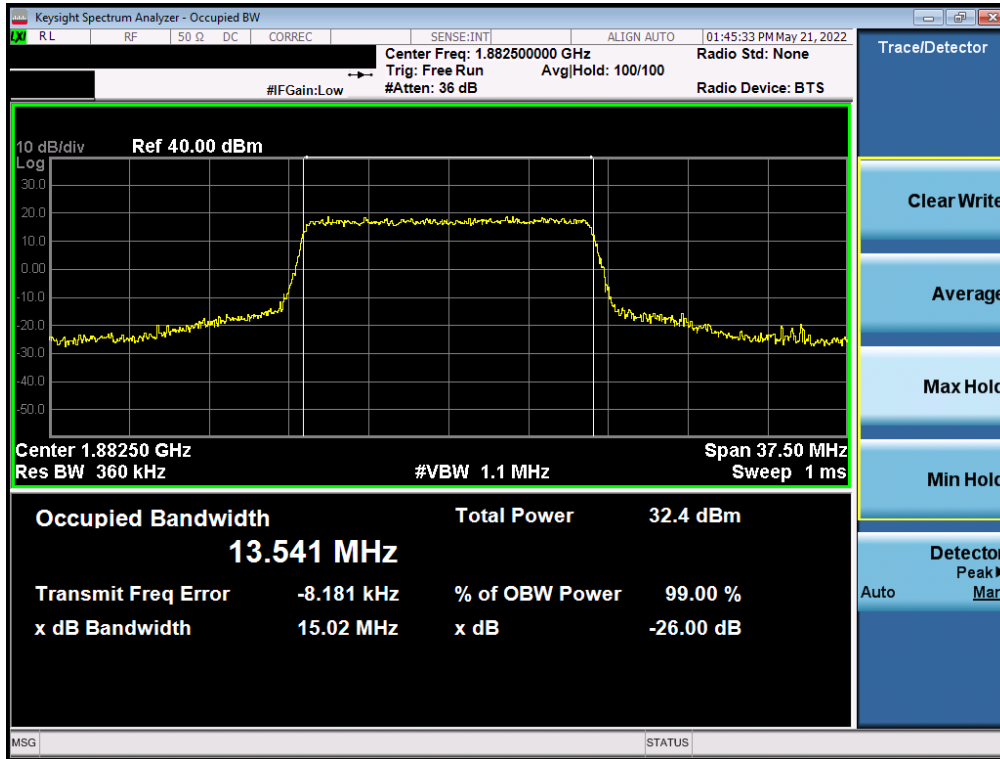 Keysight Spectrum Analyzer - Occupied BW
LXI RL RF 50 Ω DC CORREC SENSE:INT ALIGN AUTO 01:45:33 PM May 21, 2022
Center Freq: 1.882500000 GHz Radio Std: None
Trig: Free Run Avg|Hold: 100/100
#IFGain:Low #Atten: 36 dB Radio Device: BTS
10 dB/div Ref 40.00 dBm
Log
30.0
20.0
10.0
0.00
-10.0
-20.0
-30.0
-40.0
-50.0
Center 1.88250 GHz Span 37.50 MHz
Res BW 360 kHz #VBW 1.1 MHz Sweep 1 ms
Occupied Bandwidth Total Power 32.4 dBm
13.541 MHz
Transmit Freq Error -8.181 kHz % of OBW Power 99.00 %
x dB Bandwidth 15.02 MHz x dB -26.00 dB
MSG STATUS
Trace/Detector
Clear Write
Average
Max Hold
Min Hold
Detector
Peak
Auto Man